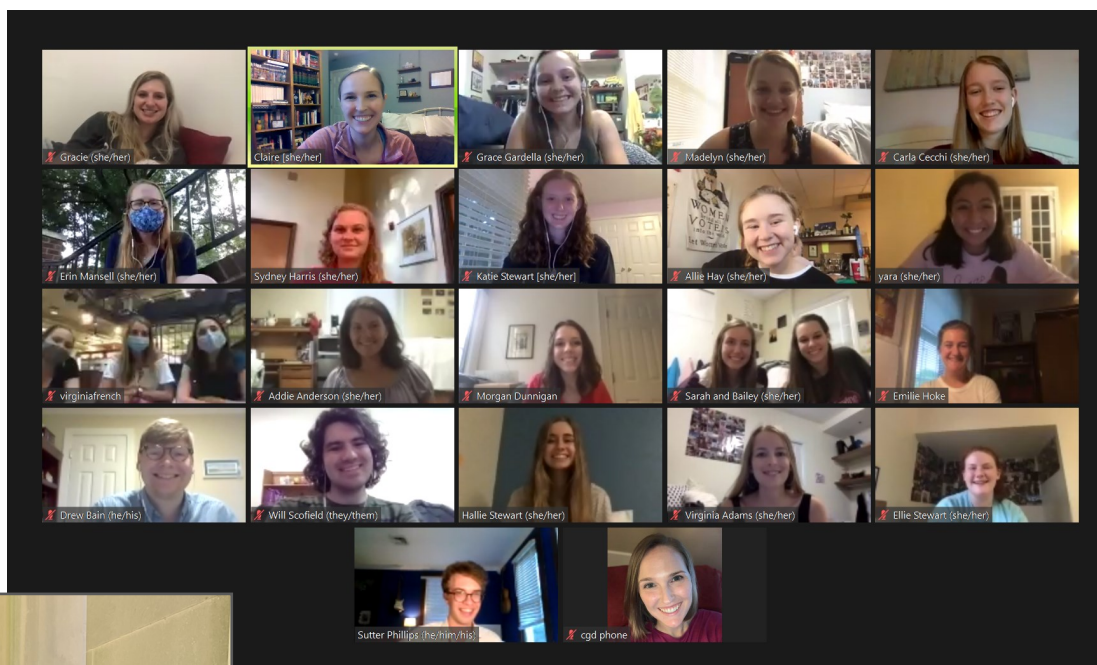 Gracie (she/her)
Claire [she/her]
Grace Gardella (she/her)
Madelyn (she/her)
Carla Cecchi (she/her)
Erin Mansell (she/her)
Sydney Harris (she/her)
Katie Stewart [she/her]
Allie Hay (she/her)
WOMEN
VOTE
yara (she/her)
virginiafrench
Addie Anderson (she/her)
Morgan Dunnigan
Sarah and Bailey (she/her)
Emilie Hoke
Drew Bain (he/his)
Will Scofield (they/them)
Hallie Stewart (she/her)
Virginia Adams (she/her)
Ellie Stewart (she/her)
Sutter Phillips (he/him/his)
cgd phone